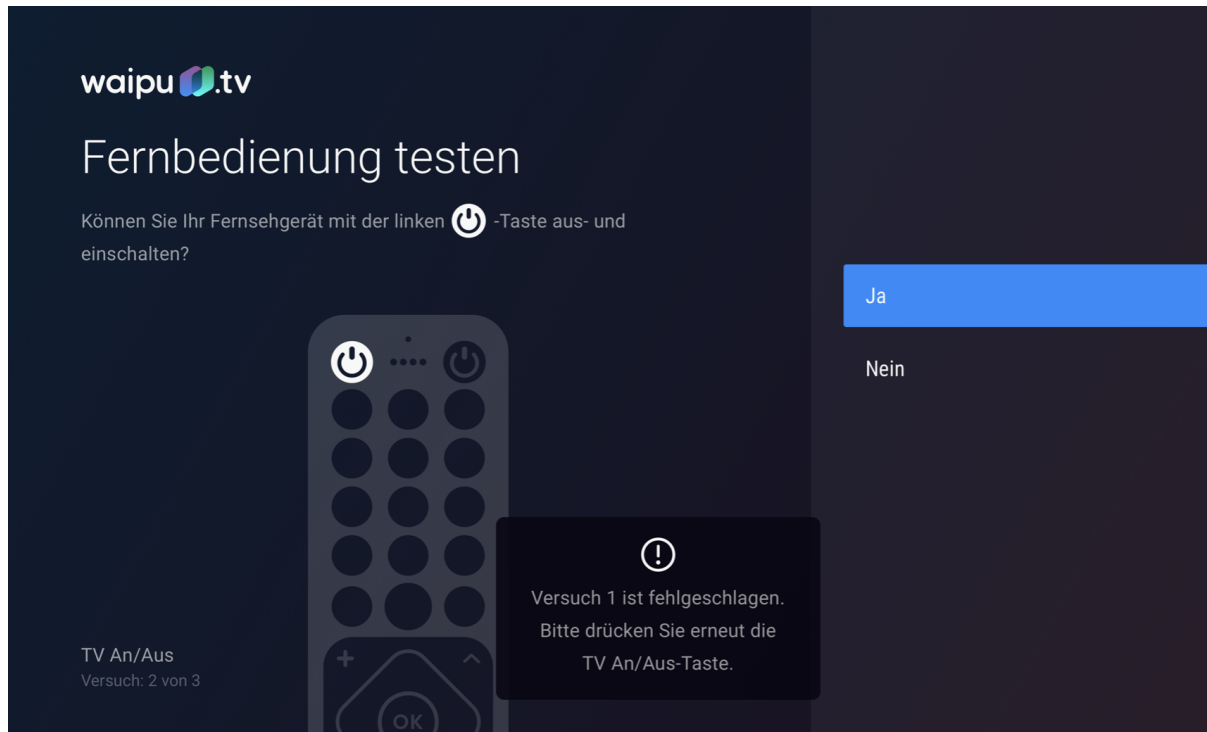 waipu.tv
Fernbedienung testen
Können Sie Ihr Fernsehgerät mit der linken -Taste aus- und
einschalten?
Ja
Nein
Versuch 1 ist fehlgeschlagen.
Bitte drücken Sie erneut die
TV An/Aus-Taste.
TV An/Aus
Versuch: 2 von 3
OK